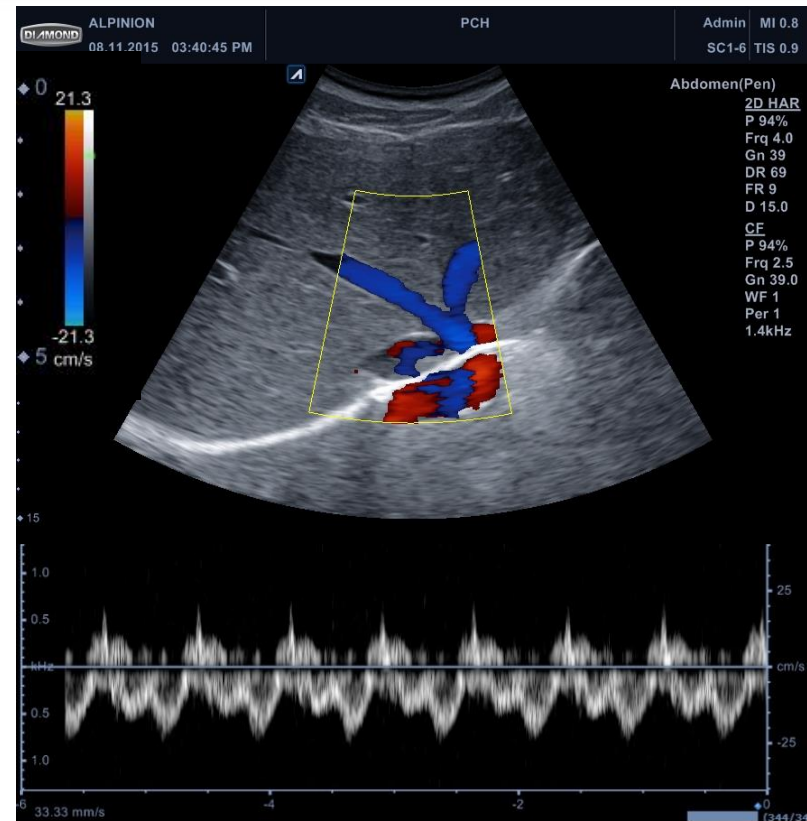 DIAMOND
ALPINION
08.11.2015 03:40:45 PM
PCH
Admin MI 0.8
SC1-6 TIS 0.9
Abdomen(Pen)
2D HAR
P 94%
Frq 4.0
Gn 39
DR 69
FR 9
D 15.0
CF
P 94%
Frq 2.5
Gn 39.0
WF 1
Per 1
1.4kHz
0
21.3
-21.3
5 cm/s
15
1.0
0.5
kHz
0.5
1.0
25
cm/s
-25
-6 -4 -2 0
33.33 mm/s
(344/34